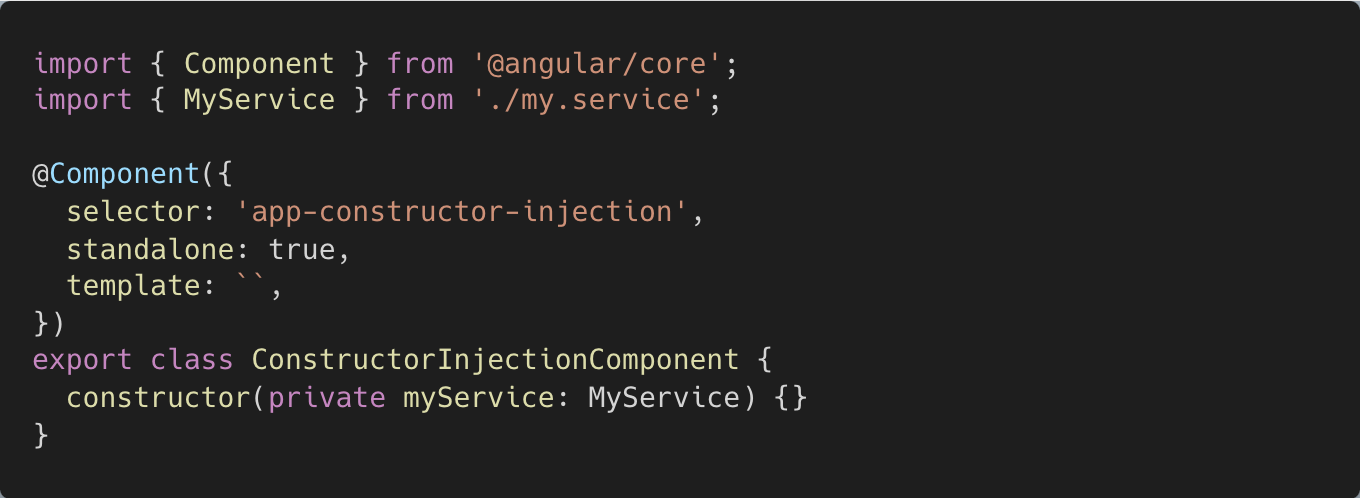 import { Component } from '@angular/core';
import { MyService } from './my.service';

@Component({
  selector: 'app-constructor-injection',
  standalone: true,
  template: ``,
})
export class ConstructorInjectionComponent {
  constructor(private myService: MyService) {}
}